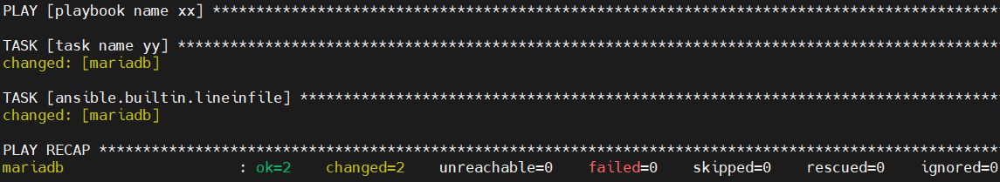 PLAY [playbook name xx] ******************************************************************************************
TASK [task name yy] **********************************************************************************************
changed: [mariadb]
TASK [ansible.builtin.lineinfile] ********************************************************************************
changed: [mariadb]
PLAY RECAP *******************************************************************************************************
mariadb : ok=2 changed=2 unreachable=0 failed=0 skipped=0 rescued=0 ignored=0